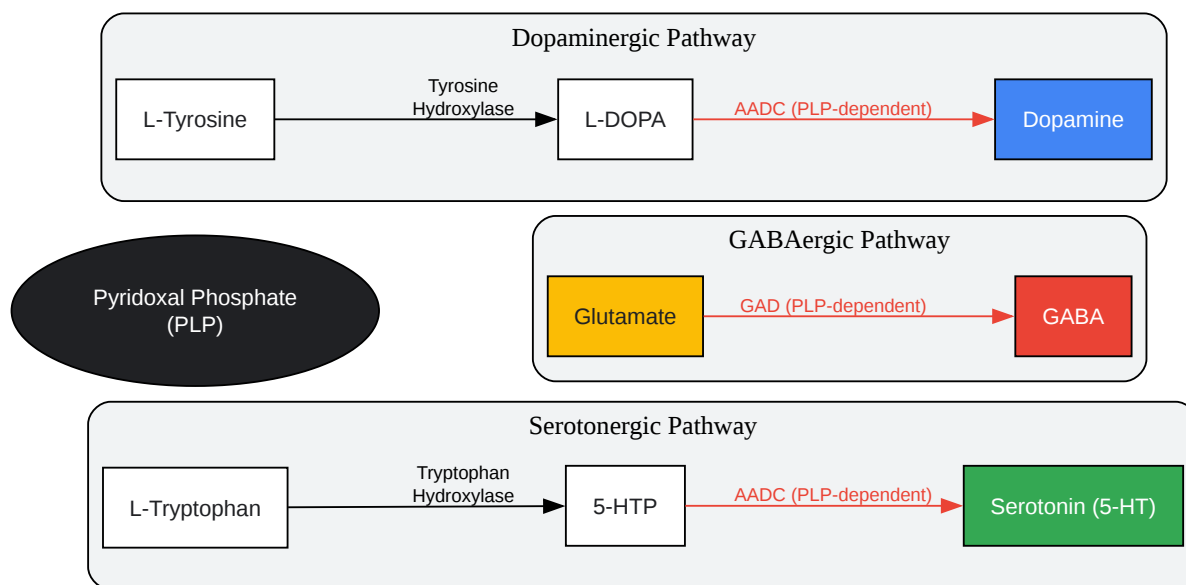 Dopaminergic Pathway
L-Tyrosine
Tyrosine
Hydroxylase
L-DOPA
AADC (PLP-dependent)
Dopamine
Pyridoxal Phosphate
(PLP)
GABAergic Pathway
Glutamate
GAD (PLP-dependent)
GABA
Serotonergic Pathway
L-Tryptophan
Tryptophan
Hydroxylase
5-HTP
AADC (PLP-dependent)
Serotonin (5-HT)